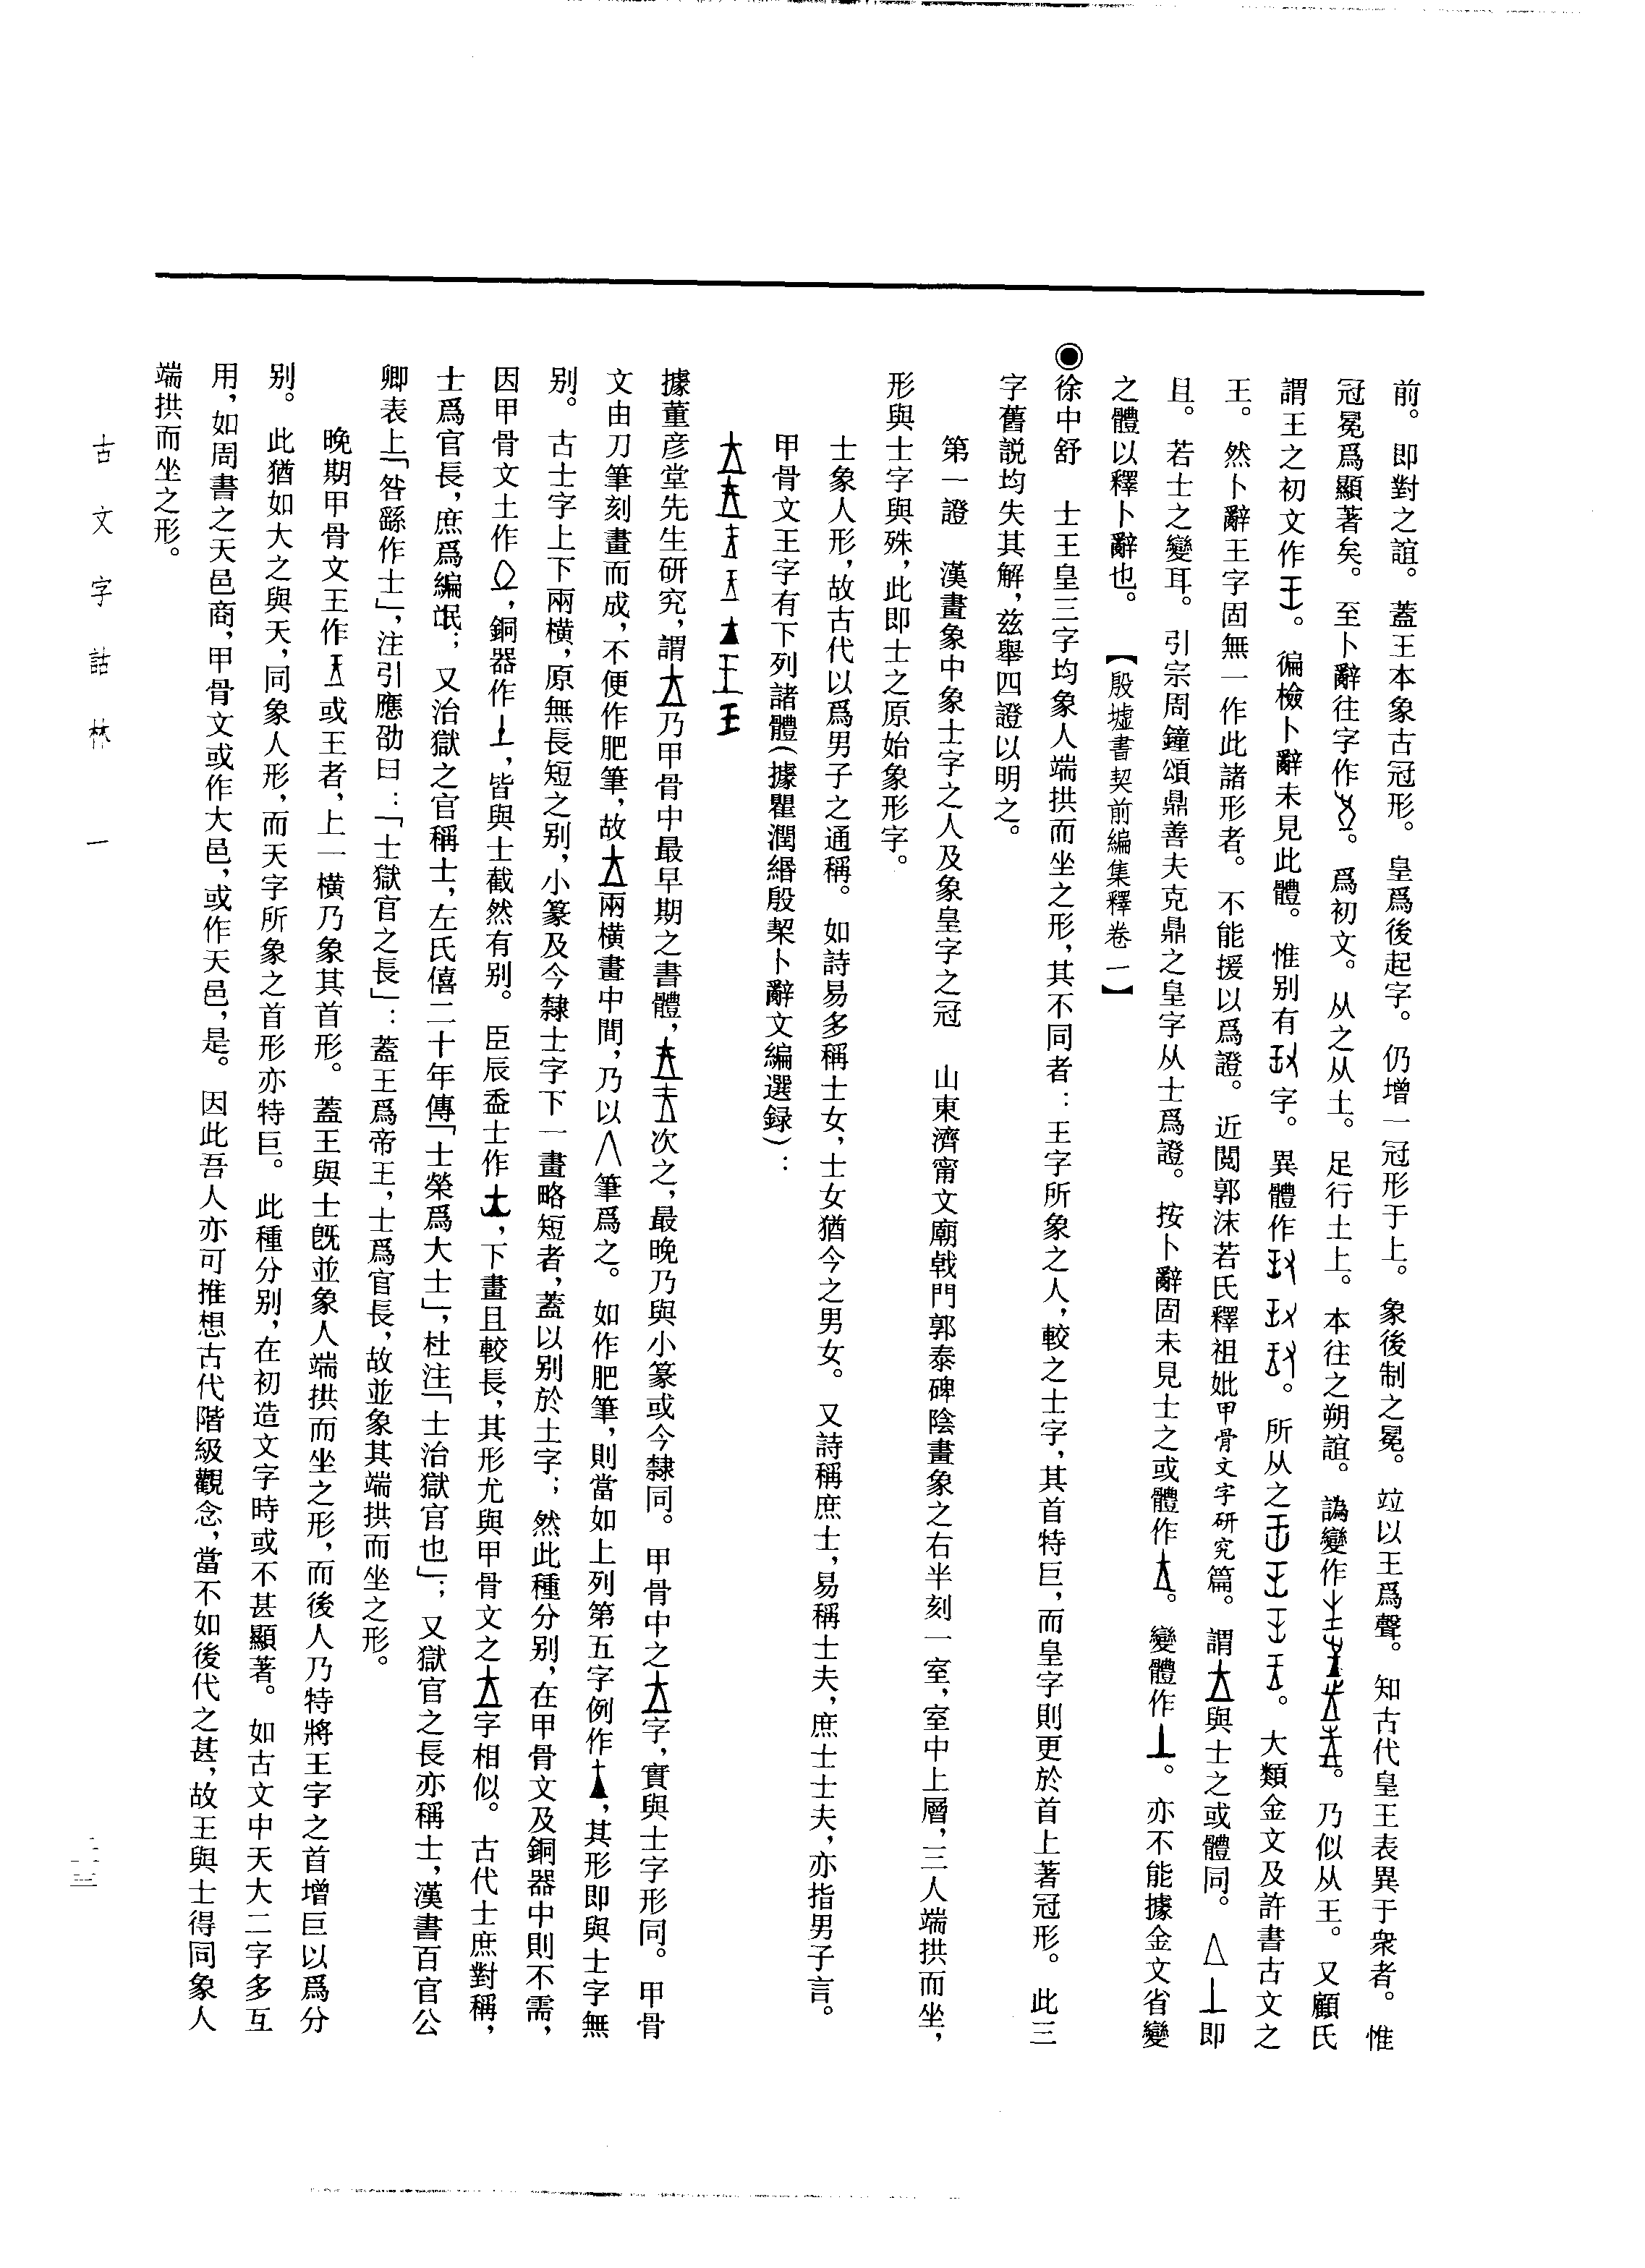 前。即對之誼。蓋王本象古冠形。皇爲後起字。仍增一冠形于上。象後制之冕。竝以王爲聲。知古代皇王表異于衆者。惟
冠冕爲顯著矣。至卜辭往字作。爲初文。从之从土。足行土上。本往之朔誼。譌變作。乃似从王。又顧氏
謂王之初文作。徧檢卜辭未見此體。惟别有字。異體作。所从之。大類金文及許書古文之
王。然卜辭王字固無一作此諸形者。不能援以爲證。近閲郭沫若氏釋祖妣甲骨文字研究篇。謂與士之或體同。即
且。若士之變耳。引宗周鐘頌鼎善夫克鼎之皇字从士爲證。按卜辭固未見士之或體作。變體作。亦不能據金文省變
之體以釋卜辭也。【殷墟書契前編集釋卷一】
◉徐中舒　士王皇三字均象人端拱而坐之形，其不同者：王字所象之人，較之士字，其首特巨，而皇字則更於首上著冠形。此三
字舊説均失其解，兹舉四證以明之。
第一證　漢畫象中象士字之人及象皇字之冠　山東濟甯文廟戟門郭泰碑陰畫象之右半刻一室，室中上層，三人端拱而坐，
形與士字與殊，此即士之原始象形字。
士象人形，故古代以爲男子之通稱。如詩易多稱士女，士女猶今之男女。又詩稱庶士，易稱士夫，庶士士夫，亦指男子言。
甲骨文王字有下列諸體（據瞿潤緡殷契卜辭文編選録）：
據董彦堂先生研究，謂乃甲骨中最早期之書體，次之，最晚乃與小篆或今隸同。甲骨中之字，實與士字形同。甲骨
文由刀筆刻畫而成，不便作肥筆，故兩橫畫中間，乃以八筆爲之。如作肥筆，則當如上列第五字例作，其形即與士字無
别。古士字上下兩橫，原無長短之别，小篆及今隸士字下一畫略短者，蓋以别於土字；然此種分别，在甲骨文及銅器中則不需，
因甲骨文土作，銅器作，皆與士截然有别。臣辰盉士作，下畫且較長，其形尤與甲骨文之字相似。古代士庶對稱，
士爲官長，庶爲編氓；又治獄之官稱士，左氏僖二十年傳「士榮爲大士」，杜注「士治獄官也」；又獄官之長亦稱士，漢書百官公
卿表上「咎繇作士」，注引應劭曰：「士獄官之長」：蓋王爲帝王，士爲官長，故並象其端拱而坐之形。
晚期甲骨文王作或王者，上一橫乃象其首形。蓋王與士既並象人端拱而坐之形，而後人乃特將王字之首增巨以爲分
别。此猶如大之與天，同象人形，而天字所象之首形亦特巨。此種分别，在初造文字時或不甚顯著。如古文中天大二字多互
用，如周書之天邑商，甲骨文或作大邑，或作天邑，是。因此吾人亦可推想古代階級觀念，當不如後代之甚，故王與士得同象人
端拱而坐之形。
古文字詁林　一